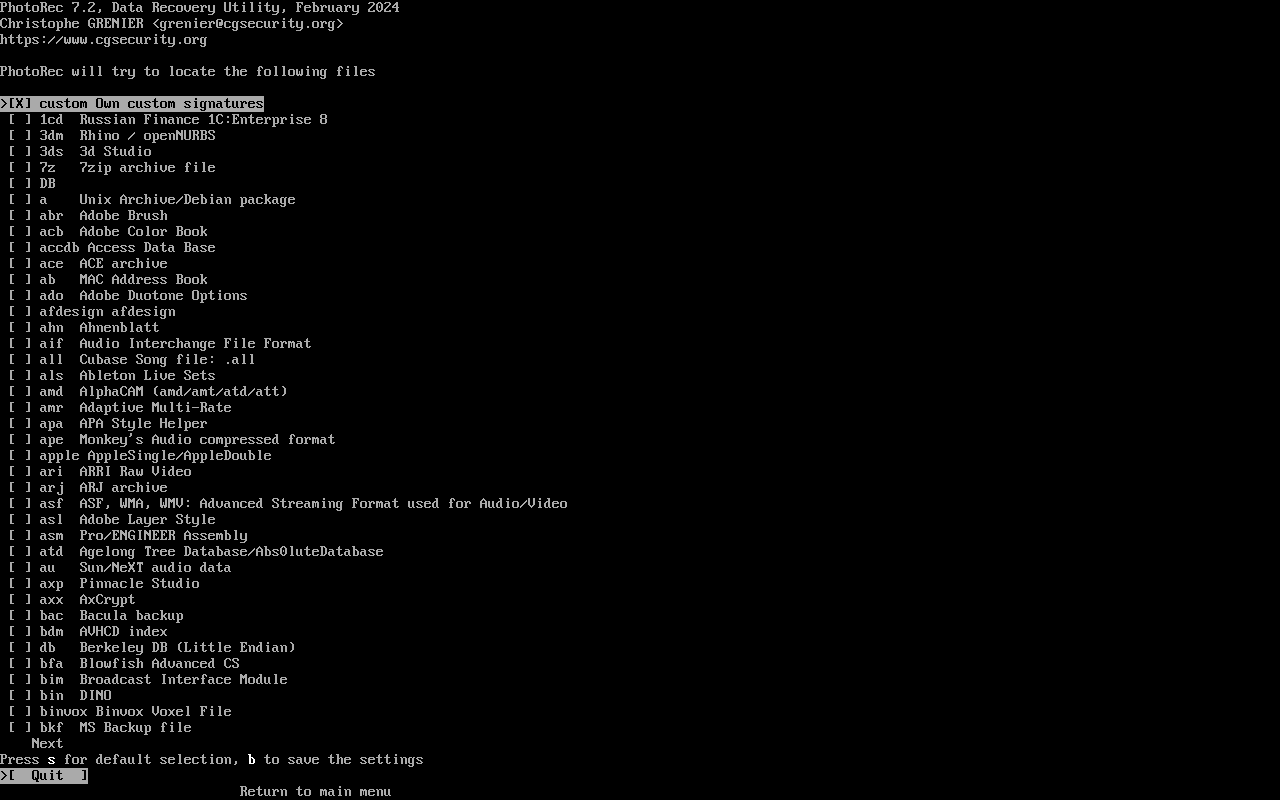 PhotoRec 7.2, Data Recovery Utility, February 2024
Christophe GRENIER <grenier@cgsecurity.org>
https://www.cgsecurity.org
PhotoRec will try to locate the following files
>[X] custom Own custom signatures
[ ] 1cd  Russian Finance 1C:Enterprise 8
[ ] 3dm  Rhino / openNURBS
[ ] 3ds  3d Studio
[ ] 7z   7zip archive file
[ ] DB
[ ] a    Unix Archive/Debian package
[ ] abr  Adobe Brush
[ ] acb  Adobe Color Book
[ ] accdb Access Data Base
[ ] ace  ACE archive
[ ] ab   MAC Address Book
[ ] ado  Adobe Duotone Options
[ ] afdesign afdesign
[ ] ahn  Ahnenblatt
[ ] aif  Audio Interchange File Format
[ ] all  Cubase Song file: .all
[ ] als  Ableton Live Sets
[ ] amd  AlphaCAM (amd/amt/atd/att)
[ ] amr  Adaptive Multi-Rate
[ ] apa  APA Style Helper
[ ] ape  Monkey's Audio compressed format
[ ] apple AppleSingle/AppleDouble
[ ] ari  ARRI Raw Video
[ ] arj  ARJ archive
[ ] asf  ASF, WMA, WMV: Advanced Streaming Format used for Audio/Video
[ ] asl  Adobe Layer Style
[ ] asm  Pro/ENGINEER Assembly
[ ] atd  Agelong Tree Database/Abs0luteDatabase
[ ] au   Sun/NeXT audio data
[ ] axp  Pinnacle Studio
[ ] axx  AxCrypt
[ ] bac  Bacula backup
[ ] bdm  AVHCD index
[ ] db   Berkeley DB (Little Endian)
[ ] bfa  Blowfish Advanced CS
[ ] bim  Broadcast Interface Module
[ ] bin  DINO
[ ] binvox Binvox Voxel File
[ ] bkf  MS Backup file
Next
Press s for default selection, b to save the settings
>[  Quit  ]
Return to main menu